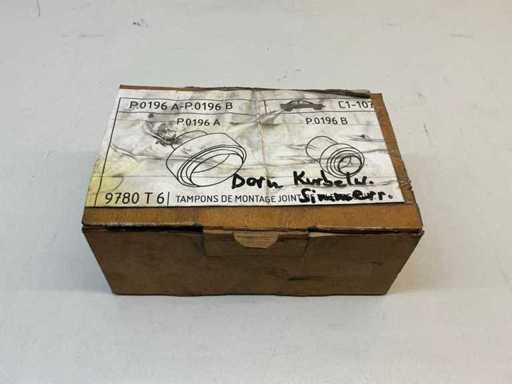 P.0196 A-P.0196 B
C1-107
P.0196 A
P.0196 B
Dorn Kurbelw.
Simmerr.
9780 T 6
TAMPONS DE MONTAGE JOINT